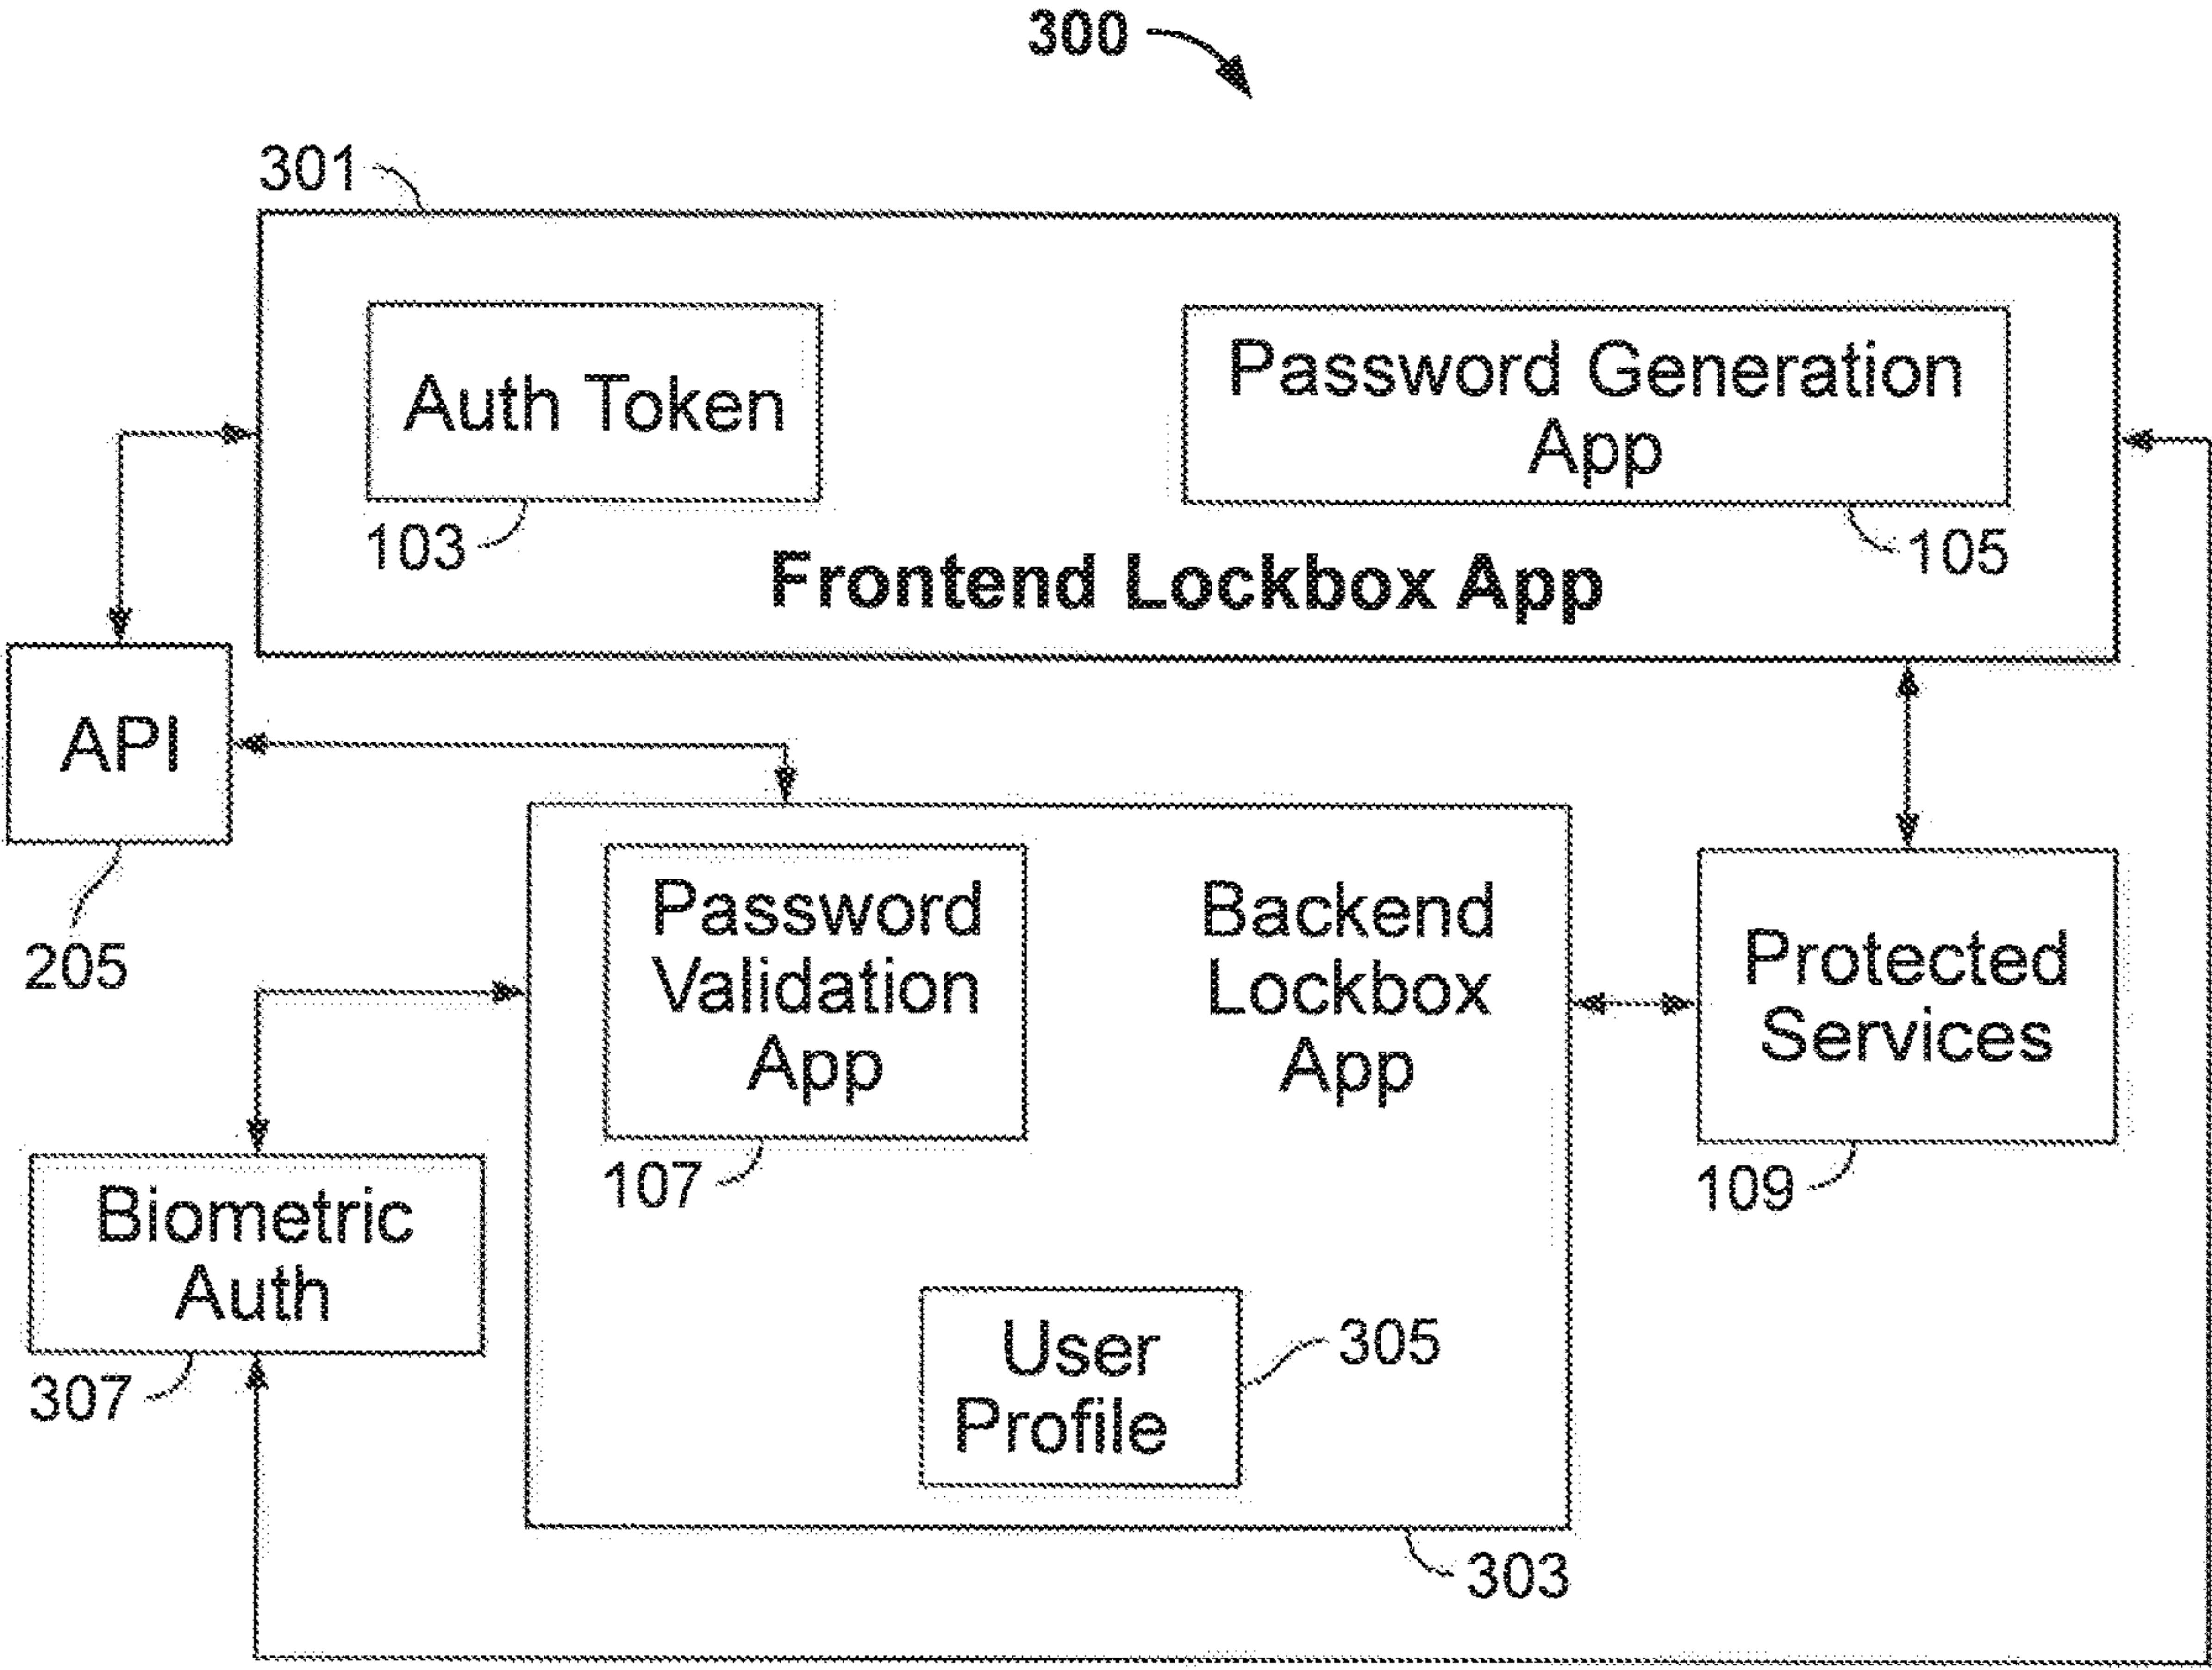 300
301
Auth Token
Password Generation
App
103
105
Frontend Lockbox App
API
205
Password
Validation
App
107
Backend
Lockbox
App
Protected
Services
109
Biometric
Auth
307
User
Profile
305
303